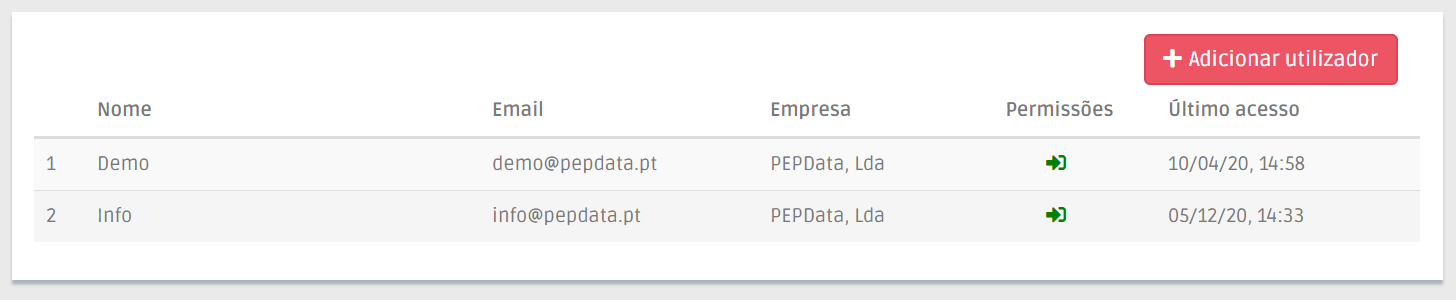 Adicionar utilizador
Nome Email Empresa Permissões Último acesso
1 Demo demo@pepdata.pt PEPData, Lda 10/04/20, 14:58
2 Info info@pepdata.pt PEPData, Lda 05/12/20, 14:33